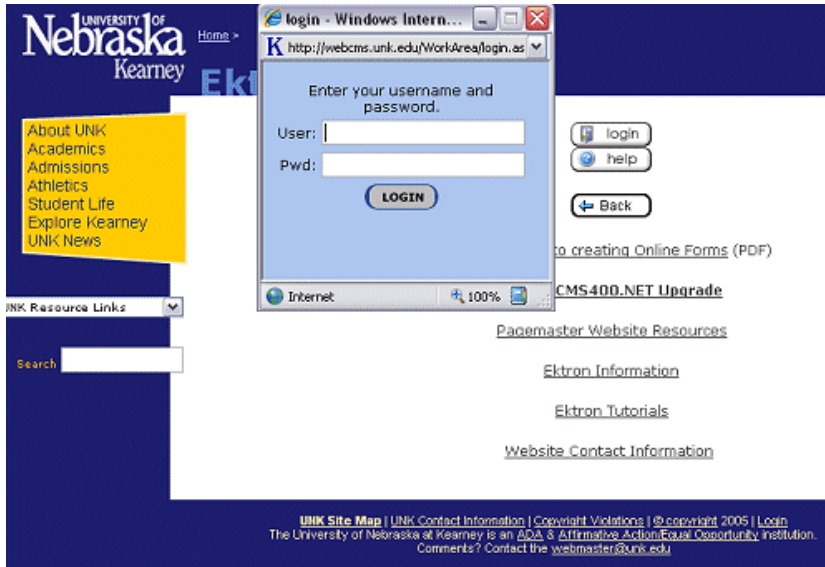 UNIVERSITY OF
Nebraska
Kearney
Home >
Ek
login - Windows Intern...
K http://webcms.unk.edu/WorkArea/login.as
Enter your username and
password.
User:
Pwd:
LOGIN
Internet
100%
About UNK
Academics
Admissions
Athletics
Student Life
Explore Kearney
UNK News
UNK Resource Links
Search
login
help
Back
to creating Online Forms (PDF)
CMS400.NET Upgrade
Pagemaster Website Resources
Ektron Information
Ektron Tutorials
Website Contact Information
UNK Site Map | UNK Contact Information | Copyright Violations | © copyright 2005 | Login
The University of Nebraska at Kearney is an ADA & Affirmative Action/Equal Opportunity institution.
Comments? Contact the webmaster@unk.edu